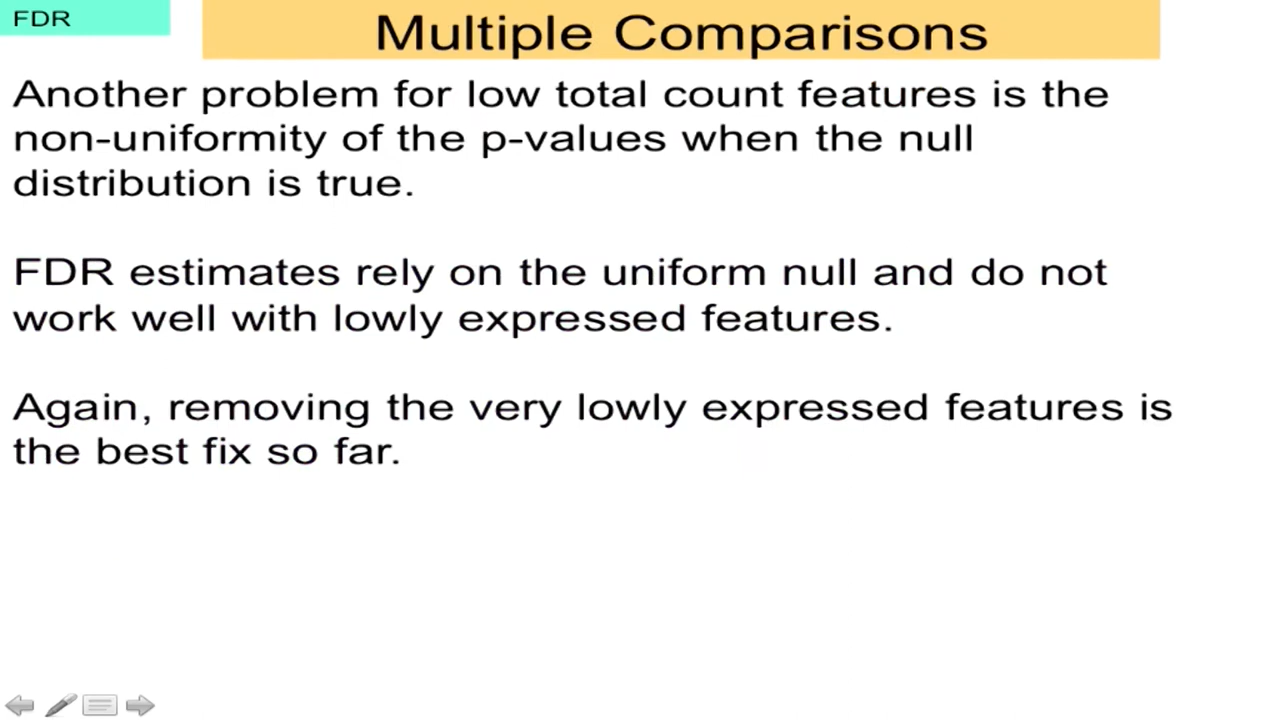 FDR
Multiple Comparisons
Another problem for low total count features is the
non-uniformity of the p-values when the null
distribution is true.
FDR estimates rely on the uniform null and do not
work well with lowly expressed features.
Again, removing the very lowly expressed features is
the best fix so far.